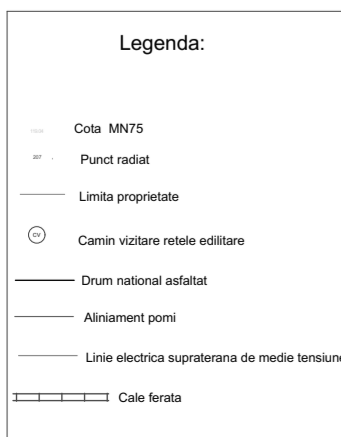 Legenda:
Cota MN75
207 Punct radiat
Limita proprietate
CV Camin vizitare retele edilitare
Drum national asfaltat
Aliniament pomi
Linie electrica supraterana de medie tensiune
Cale ferata